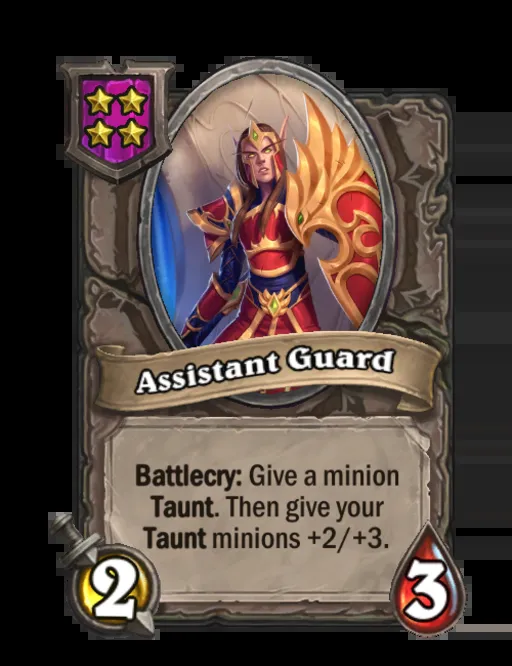 Assistant Guard
Battlecry: Give a minion
Taunt. Then give your
Taunt minions +2/+3.
2
3